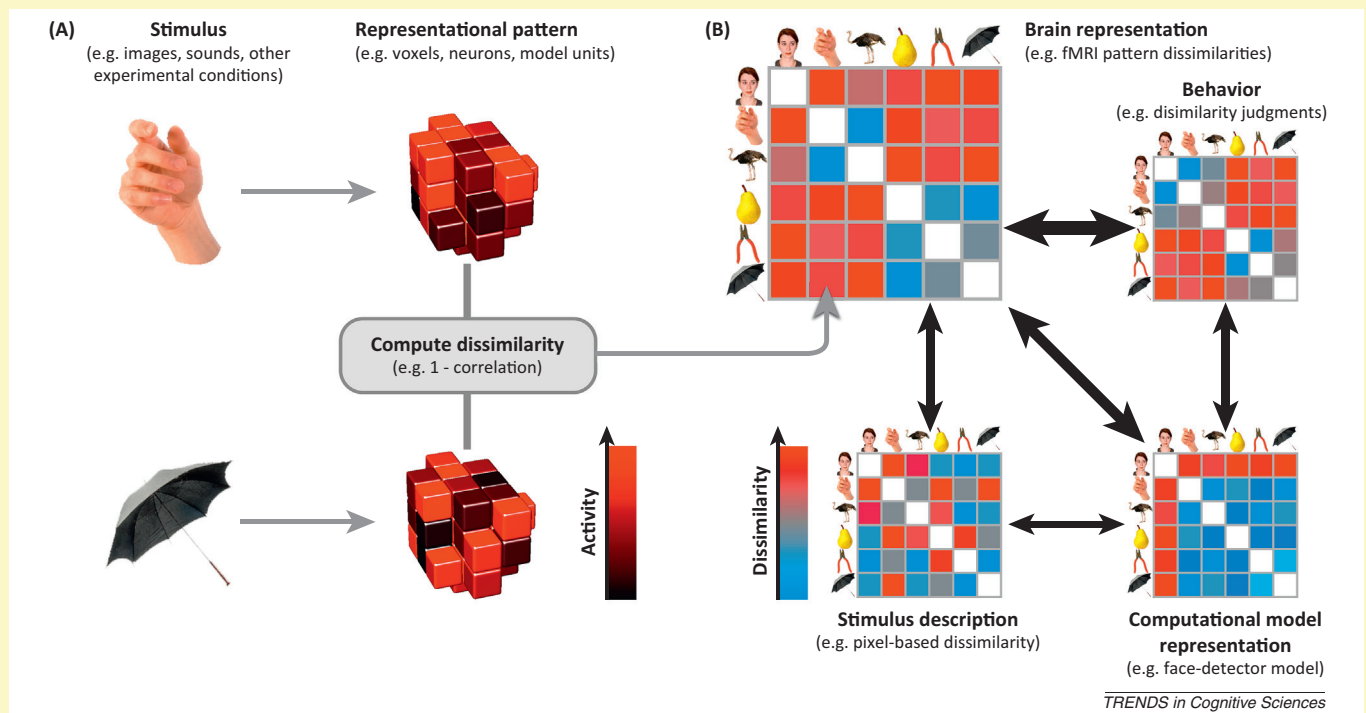 (A)
Stimulus
(e.g. images, sounds, other
experimental conditions)
Representational pattern
(e.g. voxels, neurons, model units)
Compute dissimilarity
(e.g. 1 - correlation)
Activity
(B)
Brain representation
(e.g. fMRI pattern dissimilarities)
Behavior
(e.g. disimilarity judgments)
Dissimilarity
Stimulus description
(e.g. pixel-based dissimilarity)
Computational model
representation
(e.g. face-detector model)
TRENDS in Cognitive Sciences